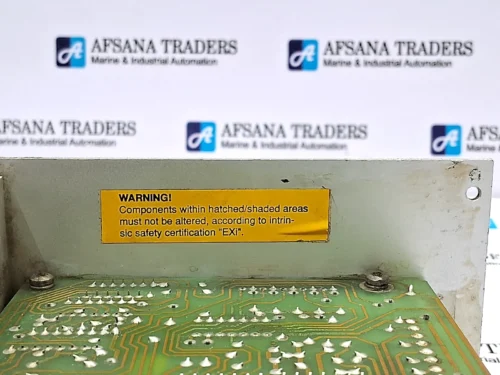 AFSANA TRADERS
Marine & Industrial Automation
AFSANA TRADERS
Marine & Industrial Automation
AFSANA TRADERS
Marine & Industrial Automation
AFSANA TRADERS
Marine & Industrial Automation
WARNING!
Components within hatched/shaded areas
must not be altered, according to intrin-
sic safety certification "EXi".